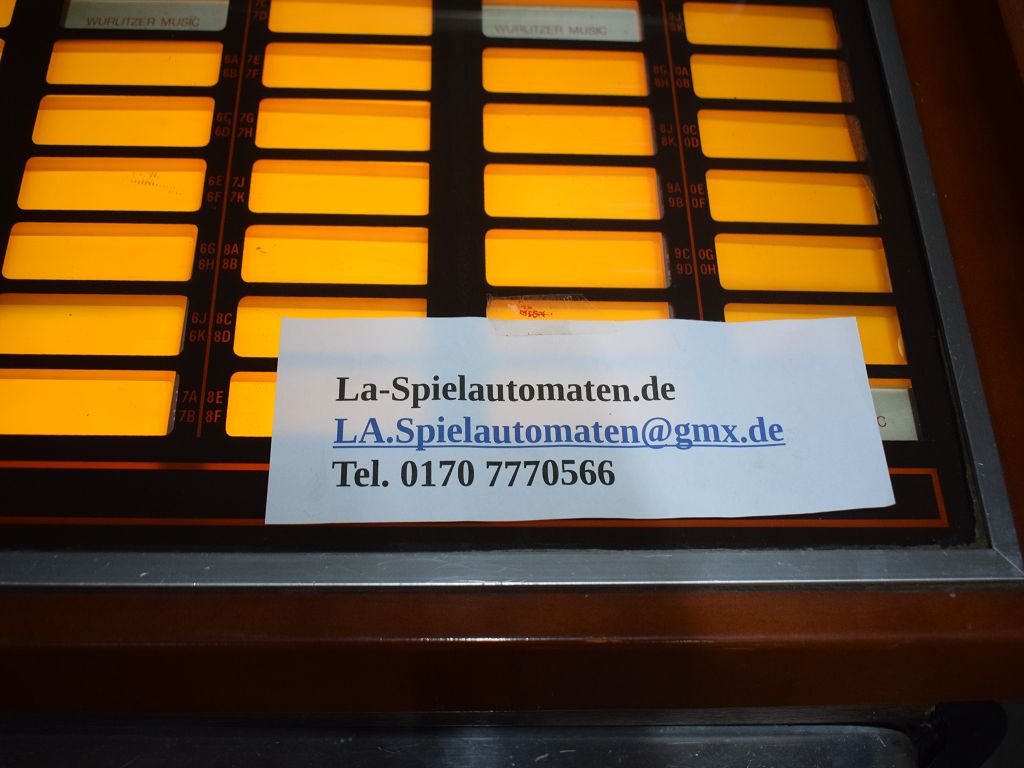 WURLITZER MUSIC
7C
7D
WURLITZER MUSIC
9J
9K
6A 7E
6B 7F
8G 0A
8H 0B
6C 7G
6D 7H
8J 0C
8K 0D
6E 7J
6F 7K
9A 0E
9B 0F
6G 8A
6H 8B
9C 0G
9D 0H
6J 8C
6K 8D
7A 8E
7B 8F
C
La-Spielautomaten.de
LA.Spielautomaten@gmx.de
Tel. 0170 7770566